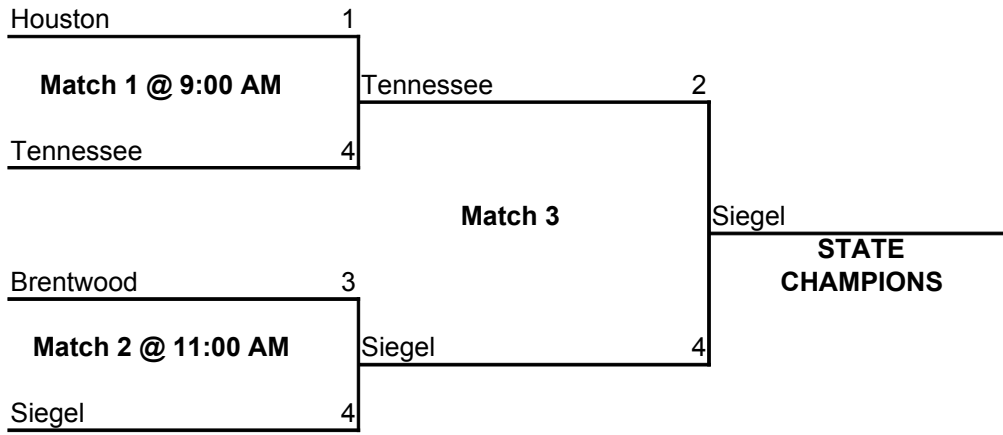 Houston 1
Match 1 @ 9:00 AM
Tennessee 2
Tennessee 4
Match 3
Siegel
STATE
CHAMPIONS
Brentwood 3
Match 2 @ 11:00 AM
Siegel 4
Siegel 4